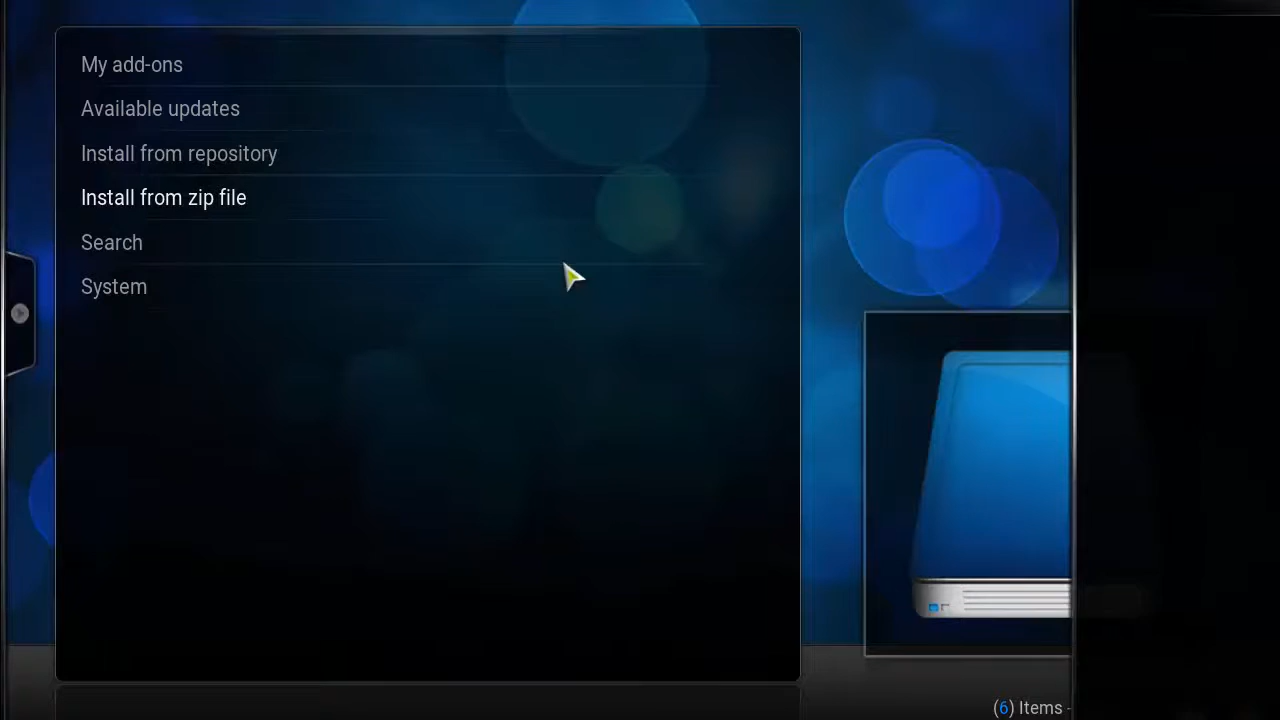 My add-ons
Available updates
Install from repository
Install from zip file
Search
System
(6) Items -